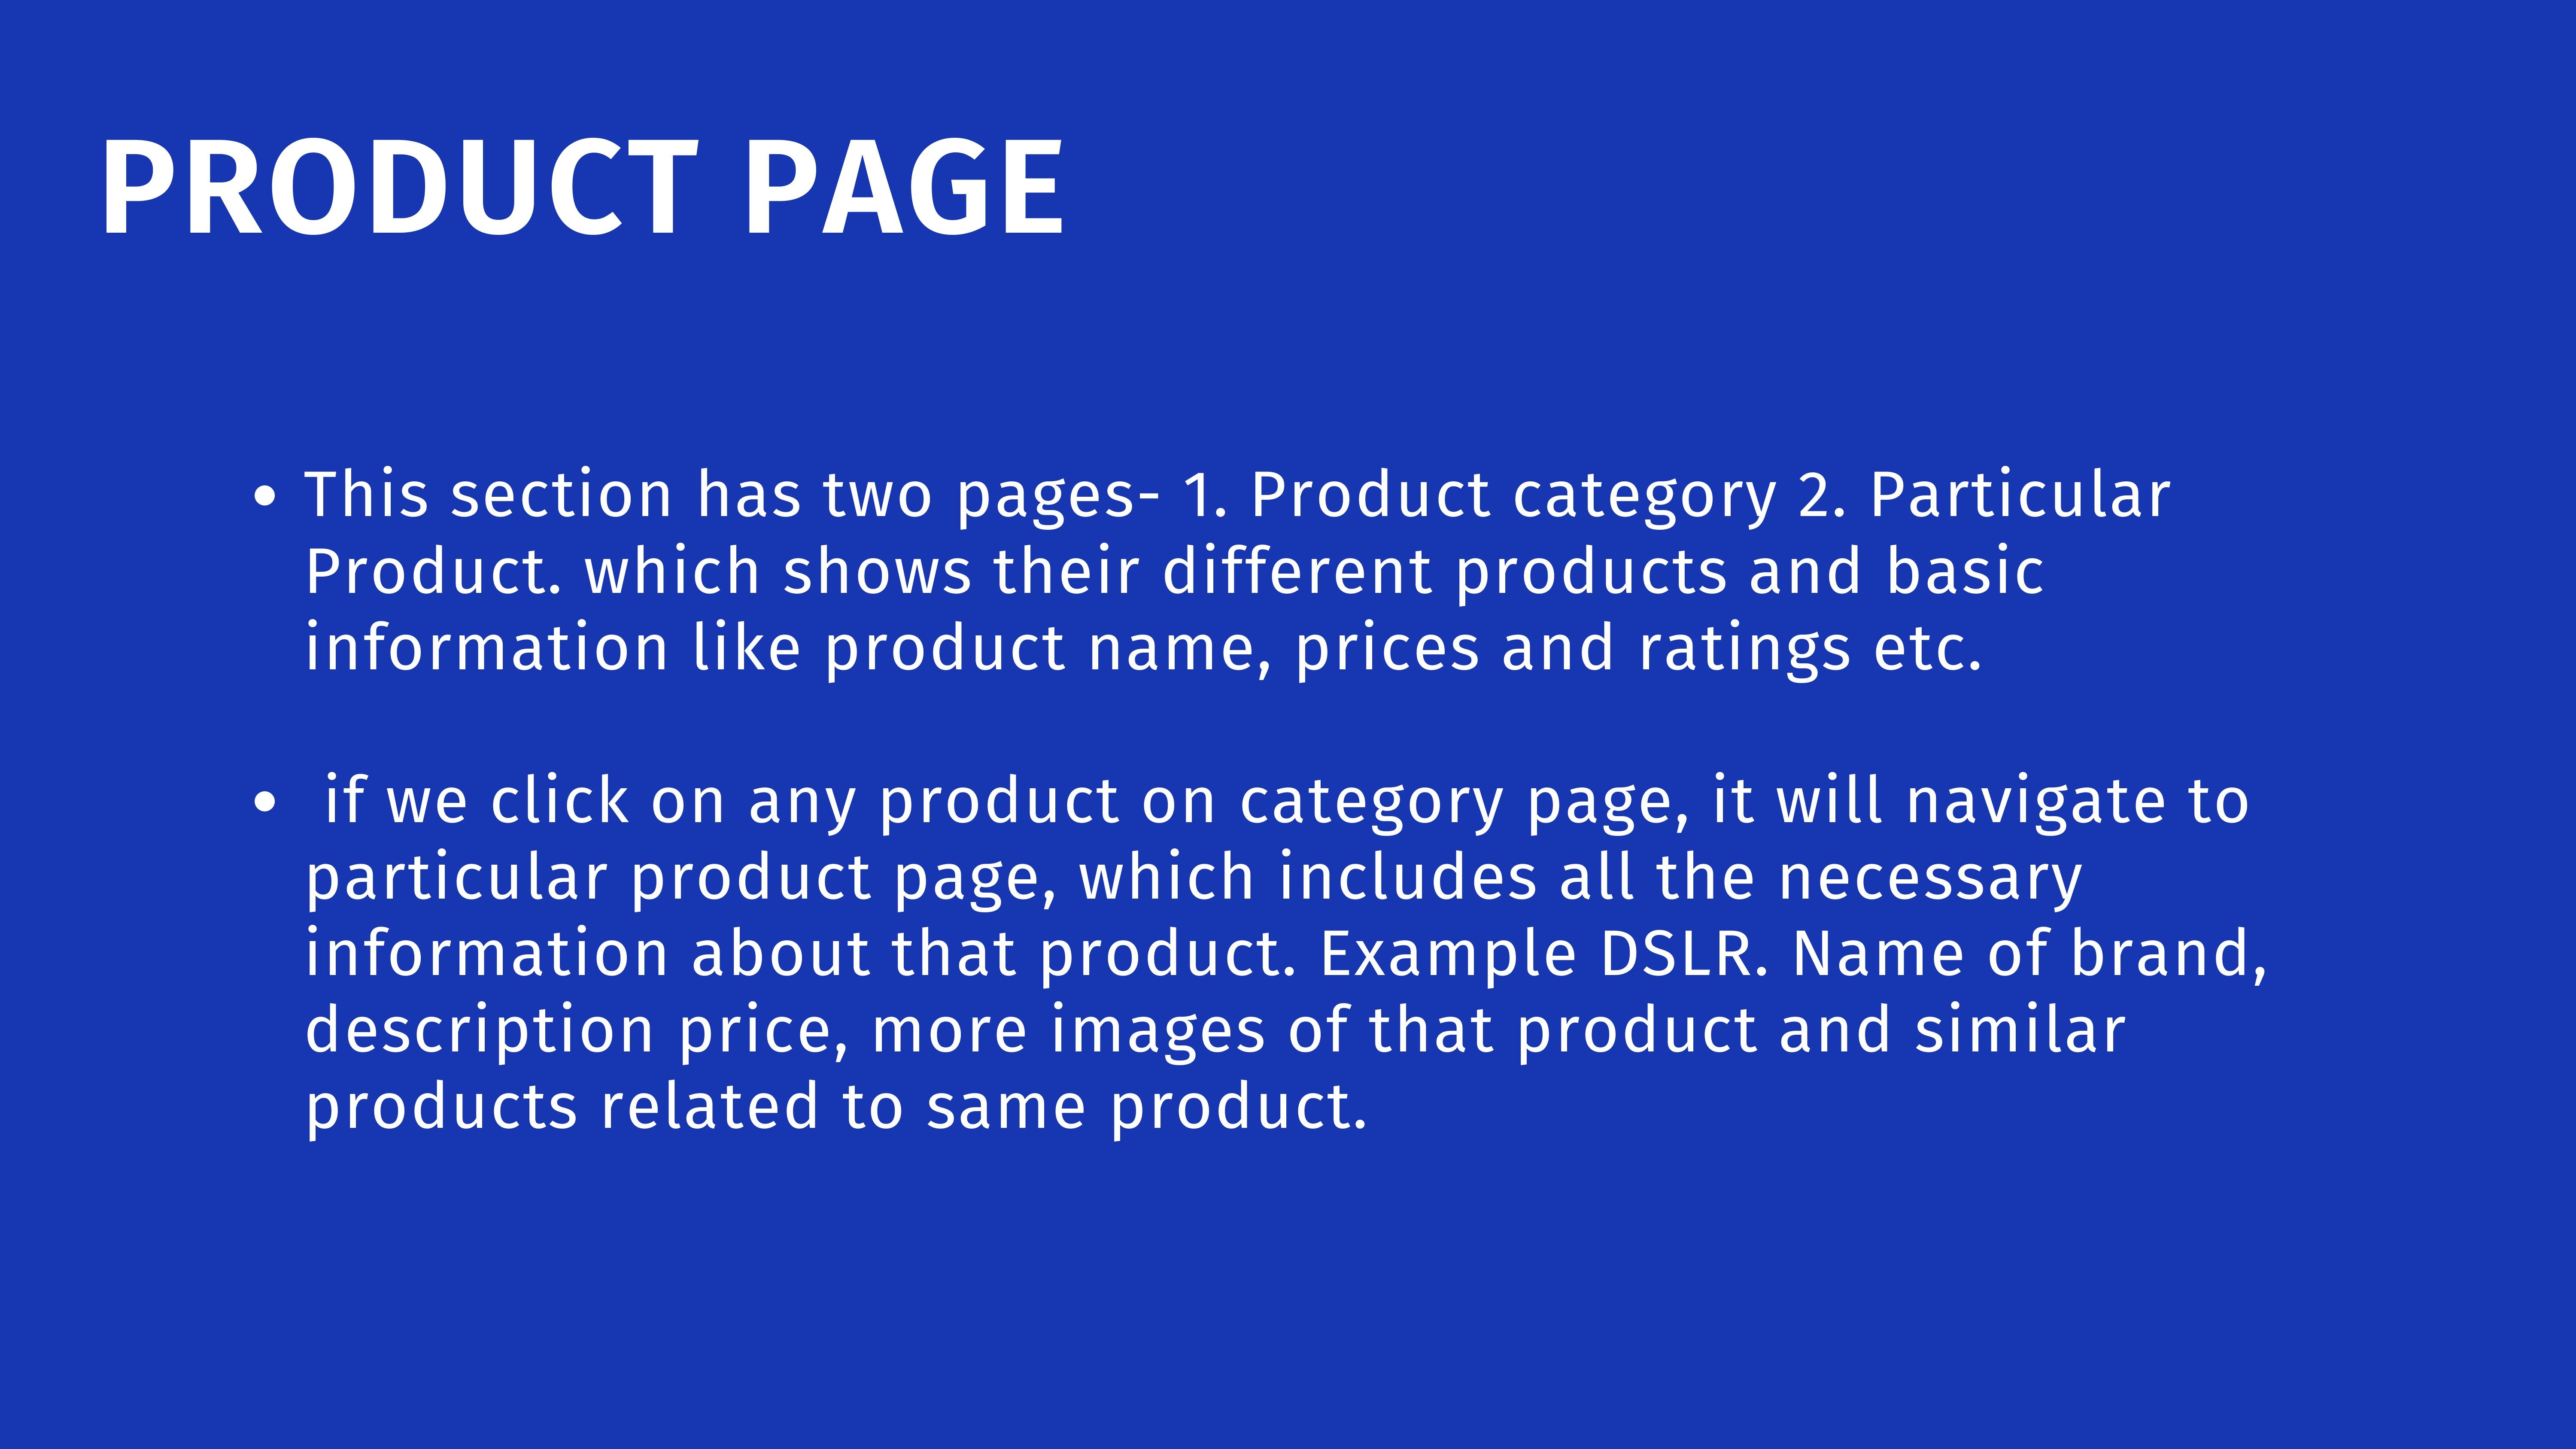 PRODUCT PAGE
• This section has two pages- 1. Product category 2. Particular
Product. which shows their different products and basic
information like product name, prices and ratings etc.
• if we click on any product on category page, it will navigate to
particular product page, which includes all the necessary
information about that product. Example DSLR. Name of brand,
description price, more images of that product and similar
products related to same product.